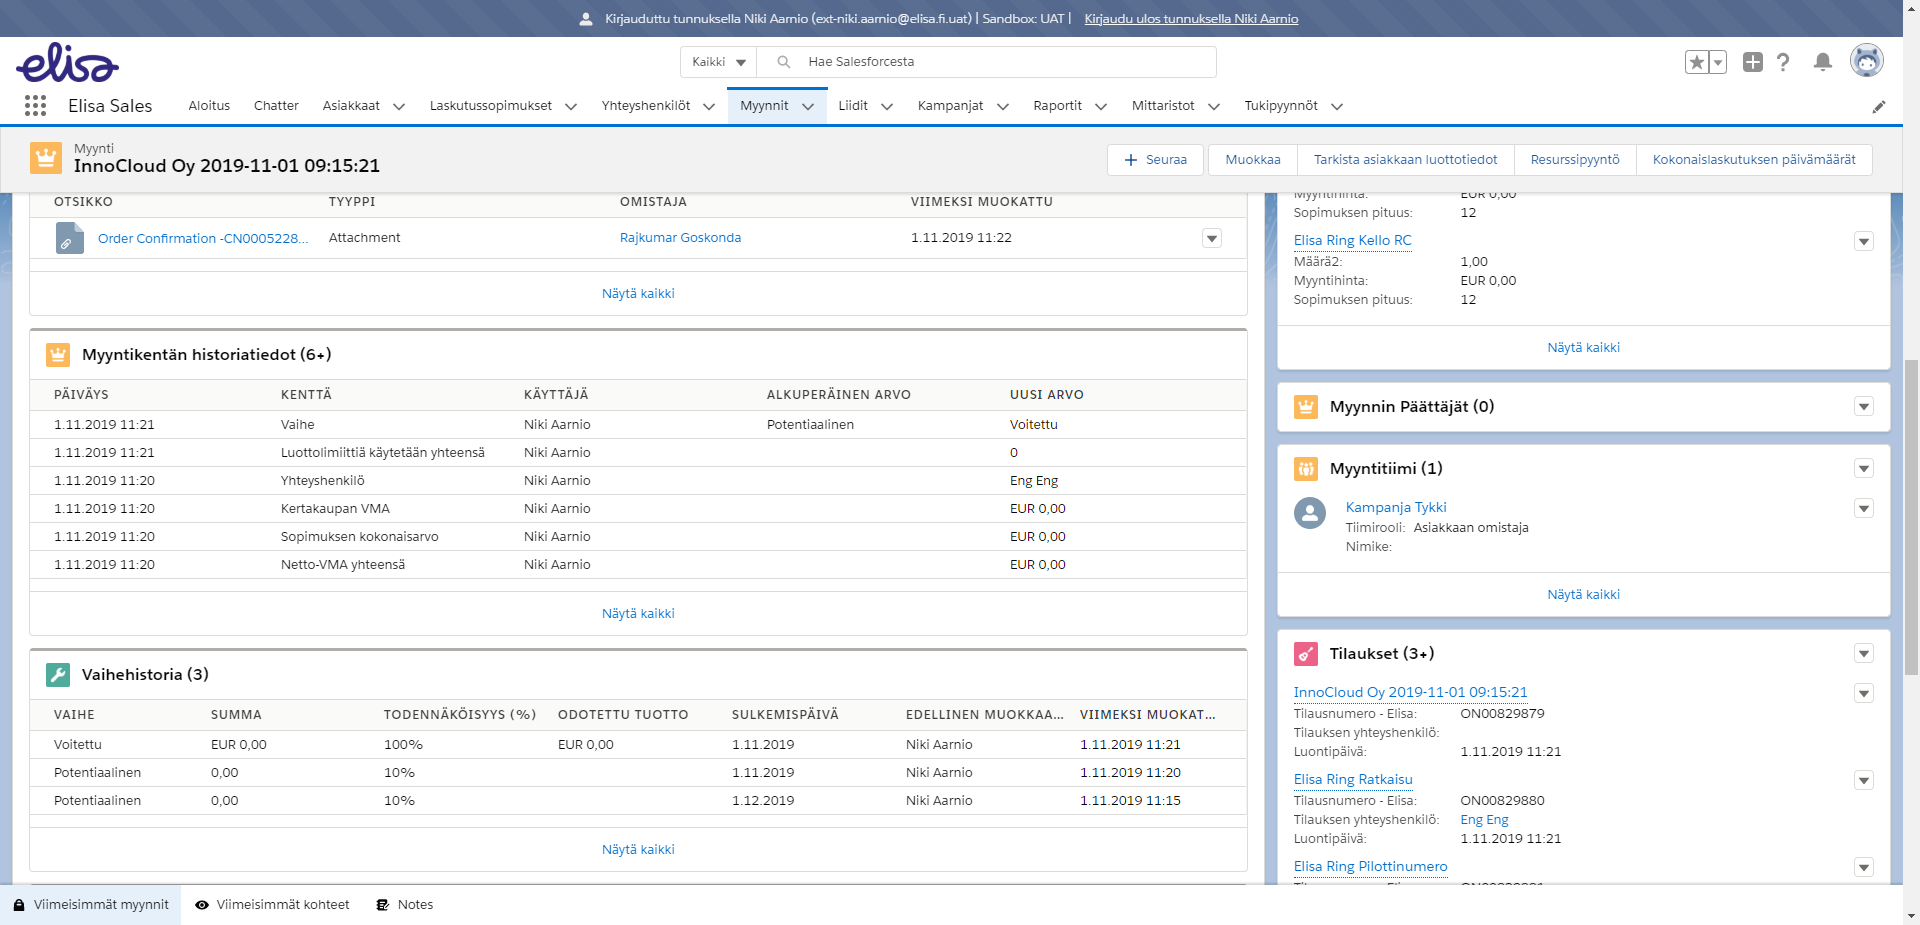 Kirjauduttu tunnuksella Niki Aarnio (ext-niki.aarnio@elisa.fi.uat) | Sandbox: UAT | Kirjaudu ulos tunnuksella Niki Aarnio
elisa
Kaikki Hae Salesforcesta
Elisa Sales Aloitus Chatter Asiakkaat Laskutussopimukset Yhteyshenkilöt Myynnit Liidit Kampanjat Raportit Mittaristot Tukipyynnöt
Myynti
InnoCloud Oy 2019-11-01 09:15:21
Seuraa Muokkaa Tarkista asiakkaan luottotiedot Resurssipyyntö Kokonaislaskutuksen päivämäärät
OTSIKKO TYYPPI OMISTAJA VIIMEKSI MUOKATTU
Order Confirmation -CN0005228... Attachment Rajkumar Goskonda 1.11.2019 11:22
Näytä kaikki
Myyntikentän historiatiedot (6+)
PÄIVÄYS KENTTÄ KÄYTTÄJÄ ALKUPERÄINEN ARVO UUSI ARVO
1.11.2019 11:21 Vaihe Niki Aarnio Potentiaalinen Voitettu
1.11.2019 11:21 Luottolimiittiä käytetään yhteensä Niki Aarnio 0
1.11.2019 11:20 Yhteyshenkilö Niki Aarnio Eng Eng
1.11.2019 11:20 Kertakaupan VMA Niki Aarnio EUR 0,00
1.11.2019 11:20 Sopimuksen kokonaisarvo Niki Aarnio EUR 0,00
1.11.2019 11:20 Netto-VMA yhteensä Niki Aarnio EUR 0,00
Näytä kaikki
Vaihehistoria (3)
VAIHE SUMMA TODENNÄKÖISYYS (%) ODOTETTU TUOTTO SULKEMISPÄIVÄ EDELLINEN MUOKKAA... VIIMEKSI MUOKAT...
Voitettu EUR 0,00 100% EUR 0,00 1.11.2019 Niki Aarnio 1.11.2019 11:21
Potentiaalinen 0,00 10% 1.11.2019 Niki Aarnio 1.11.2019 11:20
Potentiaalinen 0,00 10% 1.12.2019 Niki Aarnio 1.11.2019 11:15
Näytä kaikki
Myyntihinta: EUR 0,00
Sopimuksen pituus: 12
Elisa Ring Kello RC
Määrä2: 1,00
Myyntihinta: EUR 0,00
Sopimuksen pituus: 12
Näytä kaikki
Myynnin Päättäjät (0)
Myyntitiimi (1)
Kampanja Tykki
Tiimirooli: Asiakkaan omistaja
Nimike:
Näytä kaikki
Tilaukset (3+)
InnoCloud Oy 2019-11-01 09:15:21
Tilausnumero - Elisa: ON00829879
Tilauksen yhteyshenkilö:
Luontipäivä: 1.11.2019 11:21
Elisa Ring Ratkaisu
Tilausnumero - Elisa: ON00829880
Tilauksen yhteyshenkilö: Eng Eng
Luontipäivä: 1.11.2019 11:21
Elisa Ring Pilottinumero
Viimeisimmät myynnit Viimeisimmät kohteet Notes